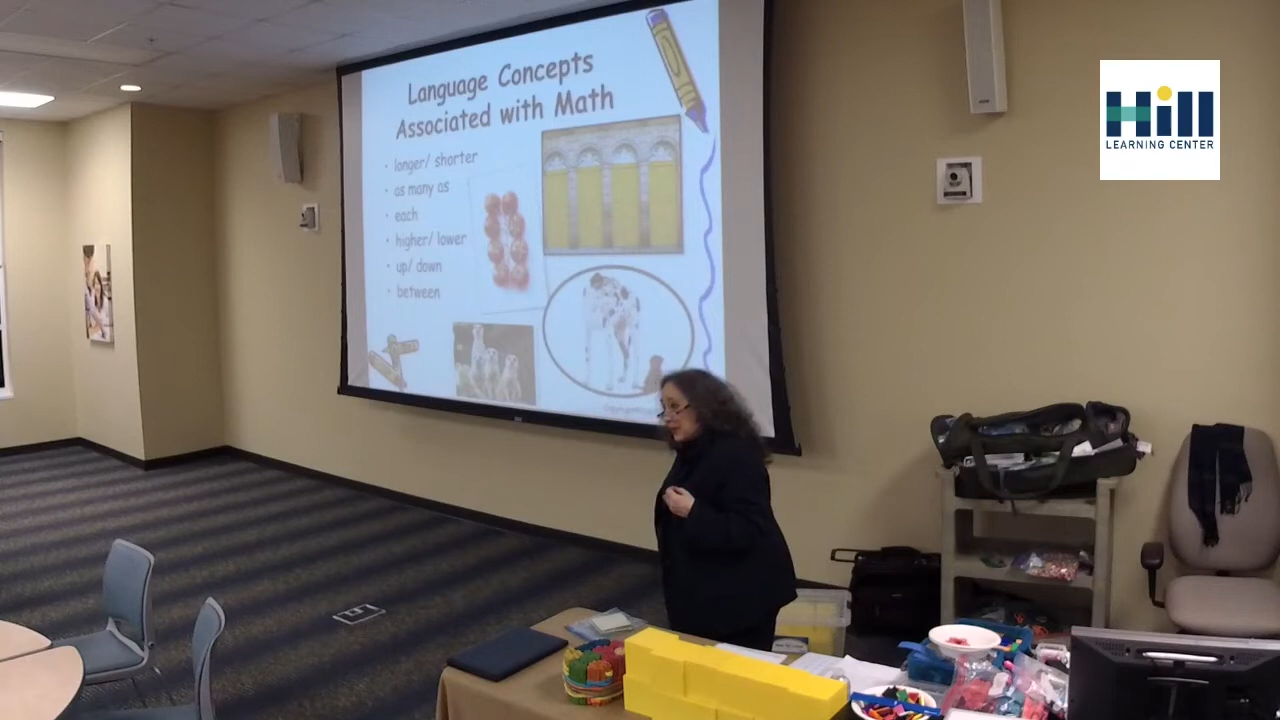 Language Concepts
Associated with Math
• longer/ shorter
• as many as
• each
• higher/ lower
• up/ down
• between
Hill
LEARNING CENTER